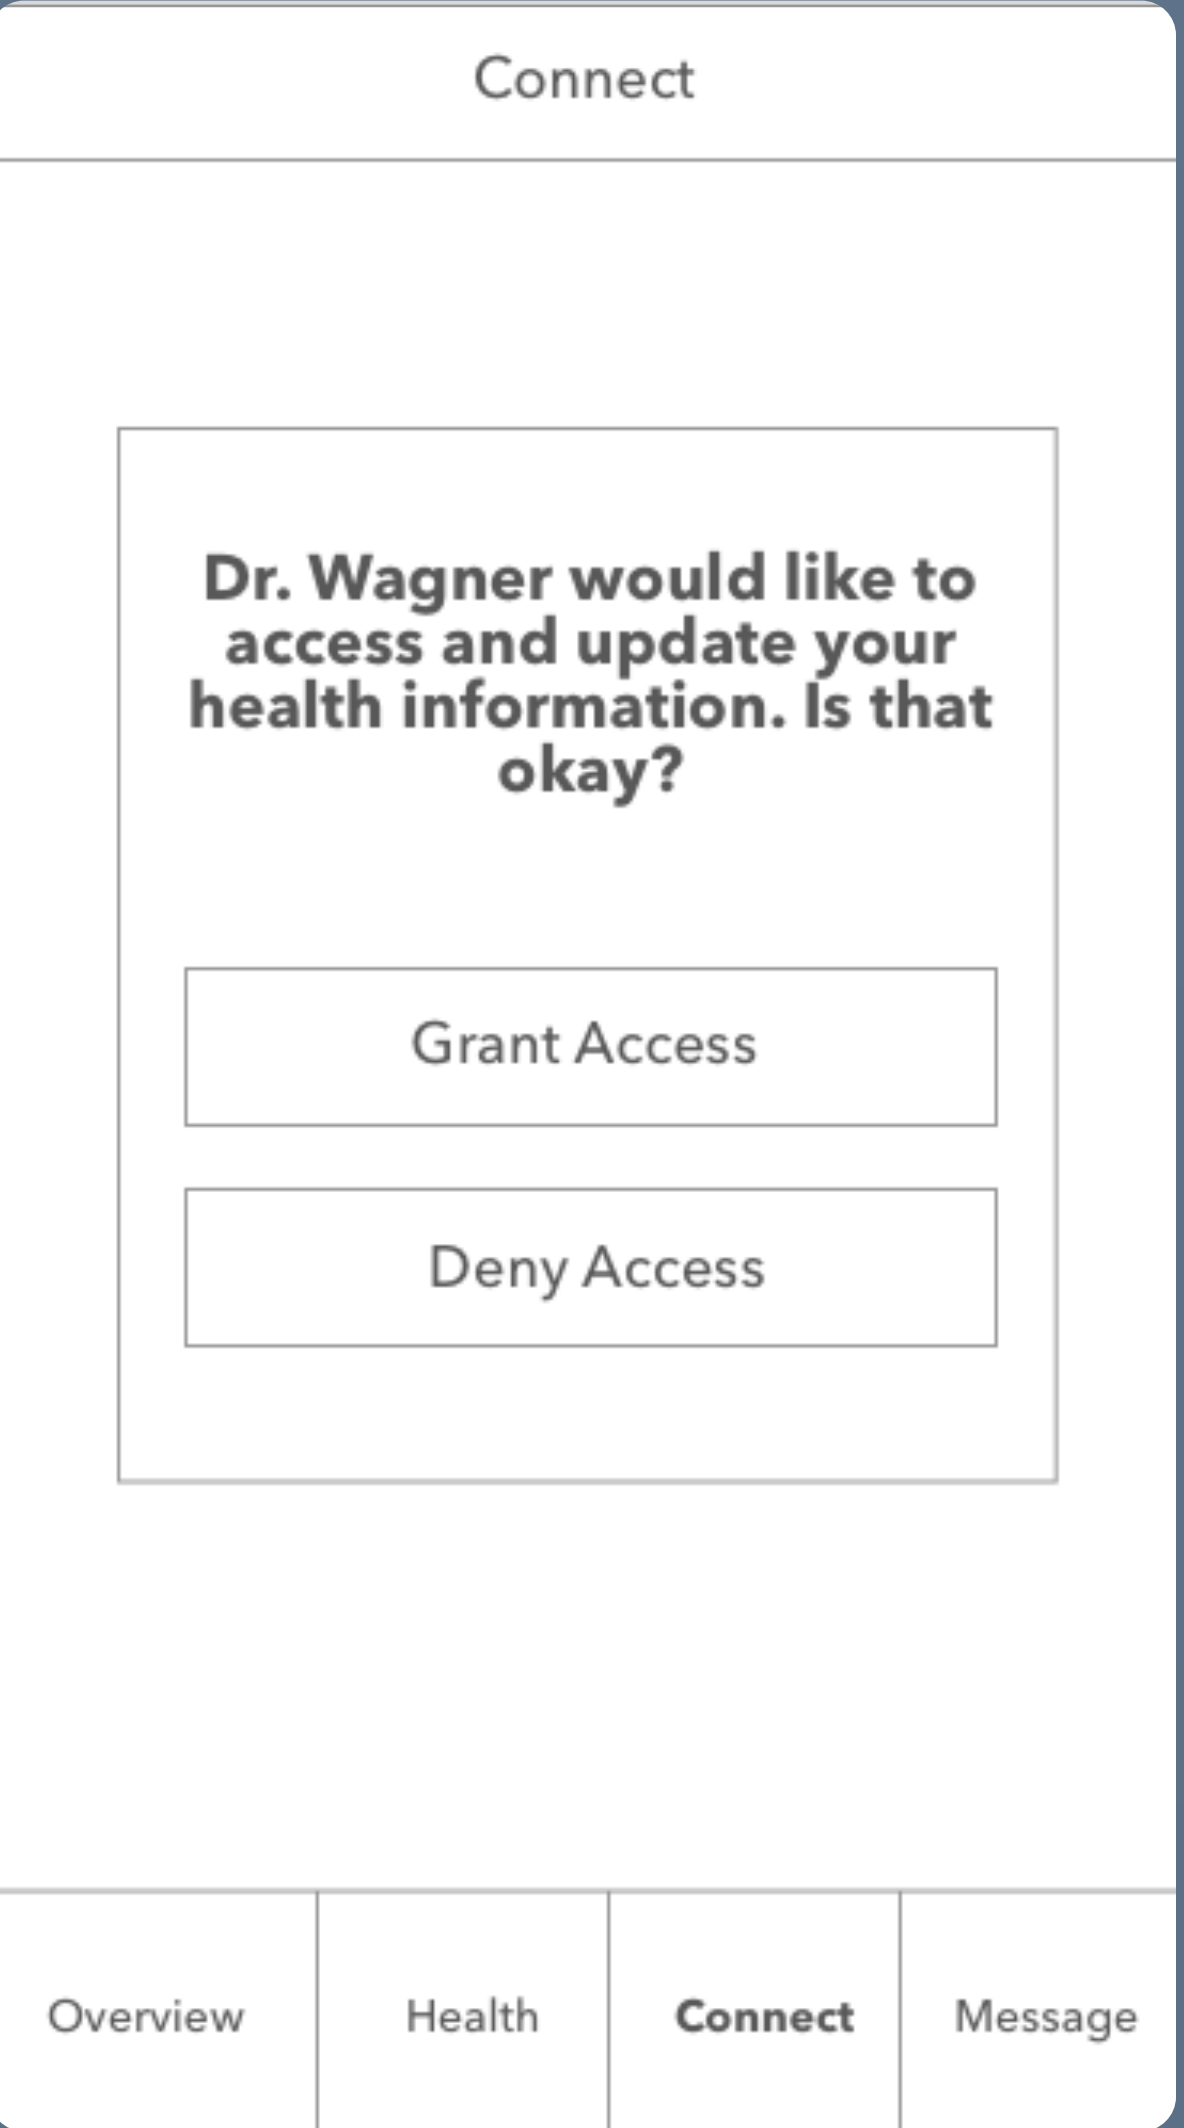 Connect
Dr. Wagner would like to
access and update your
health information. Is that
okay?
Grant Access
Deny Access
Overview
Health
Connect
Message